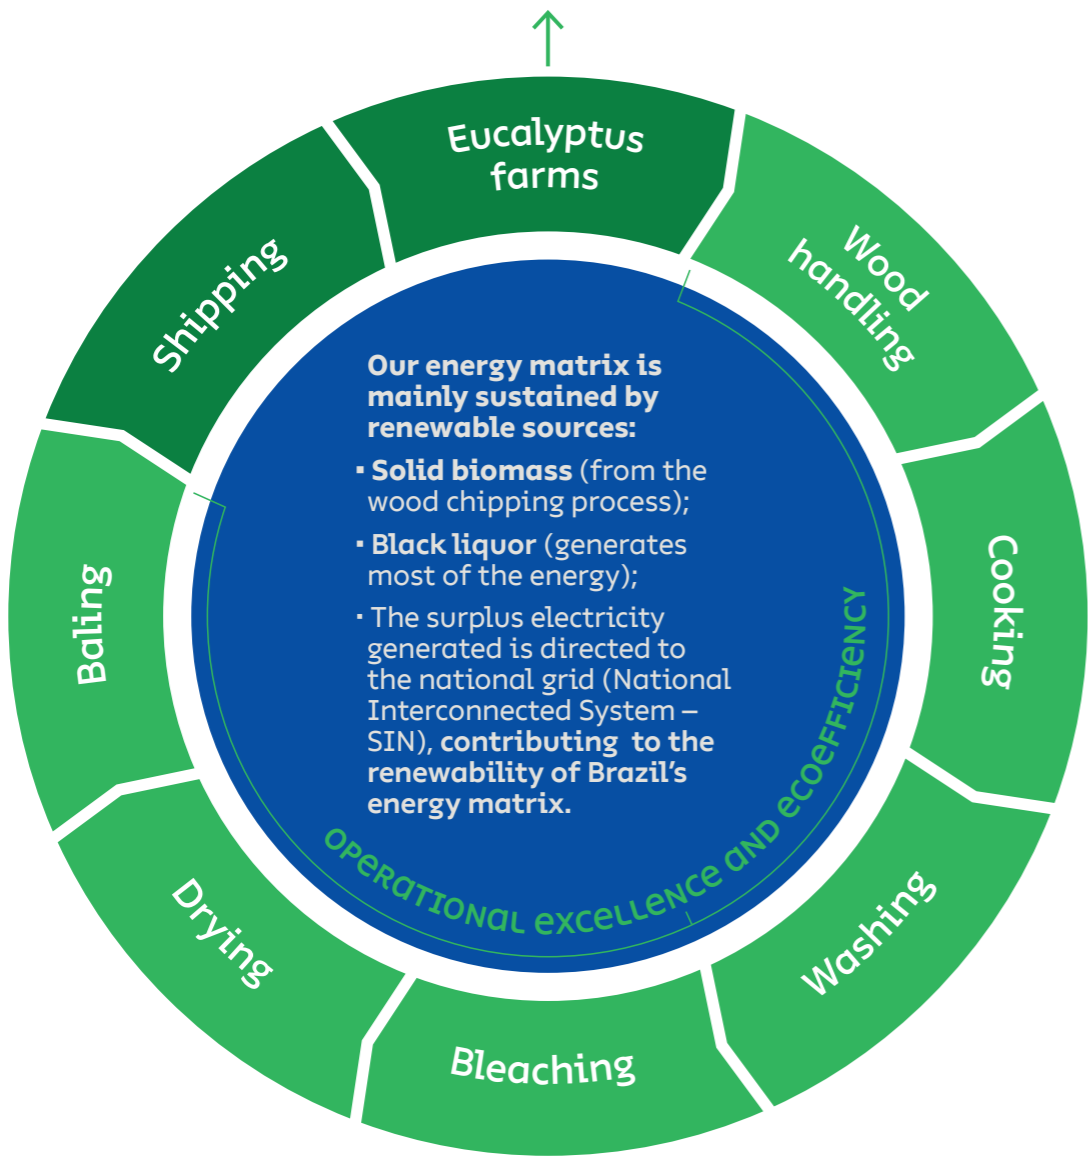 Eucalyptus
farms
Wood
handling
Cooking
Washing
Bleaching
Drying
Baling
Shipping
Our energy matrix is
mainly sustained by
renewable sources:
▪ Solid biomass (from the
wood chipping process);
▪ Black liquor (generates
most of the energy);
▪ The surplus electricity
generated is directed to
the national grid (National
Interconnected System –
SIN), contributing to the
renewability of Brazil’s
energy matrix.
OPERATIONAL EXCELLENCE AND ECOEFFICIENCY